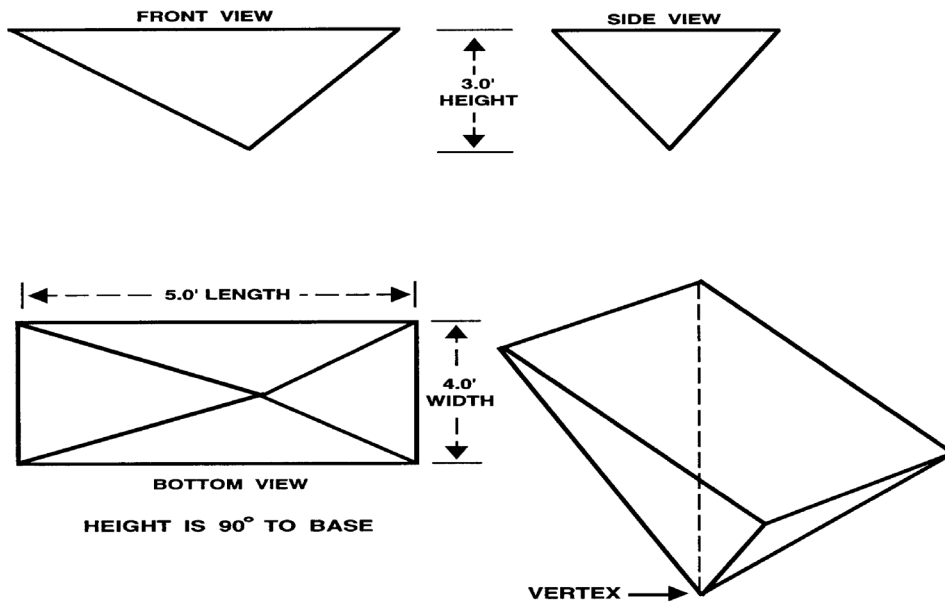 FRONT VIEW
SIDE VIEW
3.0'
HEIGHT
5.0' LENGTH
4.0'
WIDTH
BOTTOM VIEW
HEIGHT IS 90° TO BASE
VERTEX